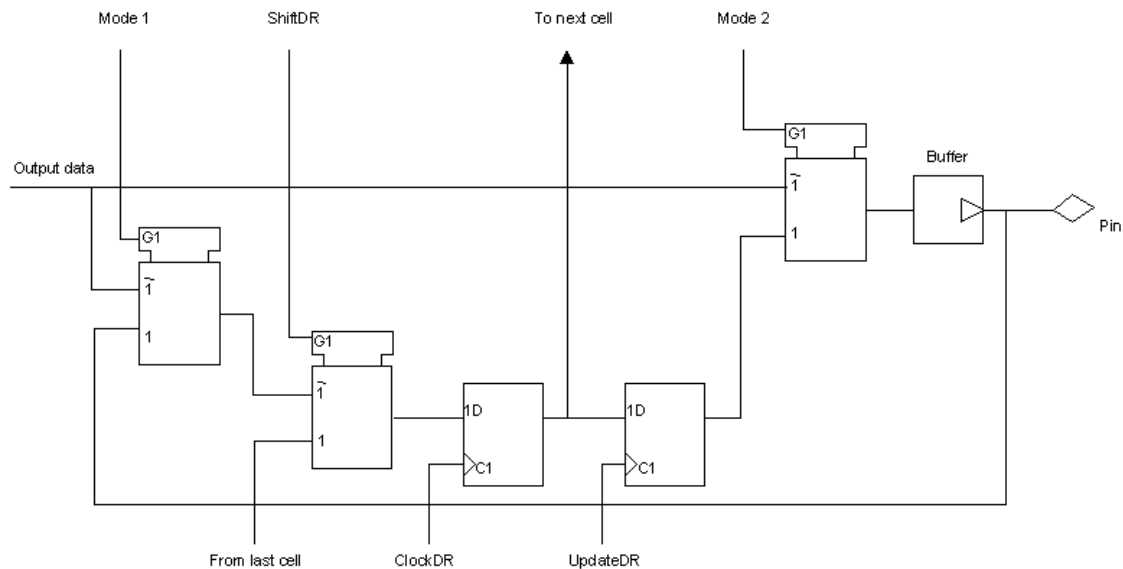 Mode 1
ShiftDR
To next cell
Mode 2
G1
Buffer
Output data
1
1
Pin
G1
1
1
G1
1
1
1D
1D
C1
C1
From last cell
ClockDR
UpdateDR